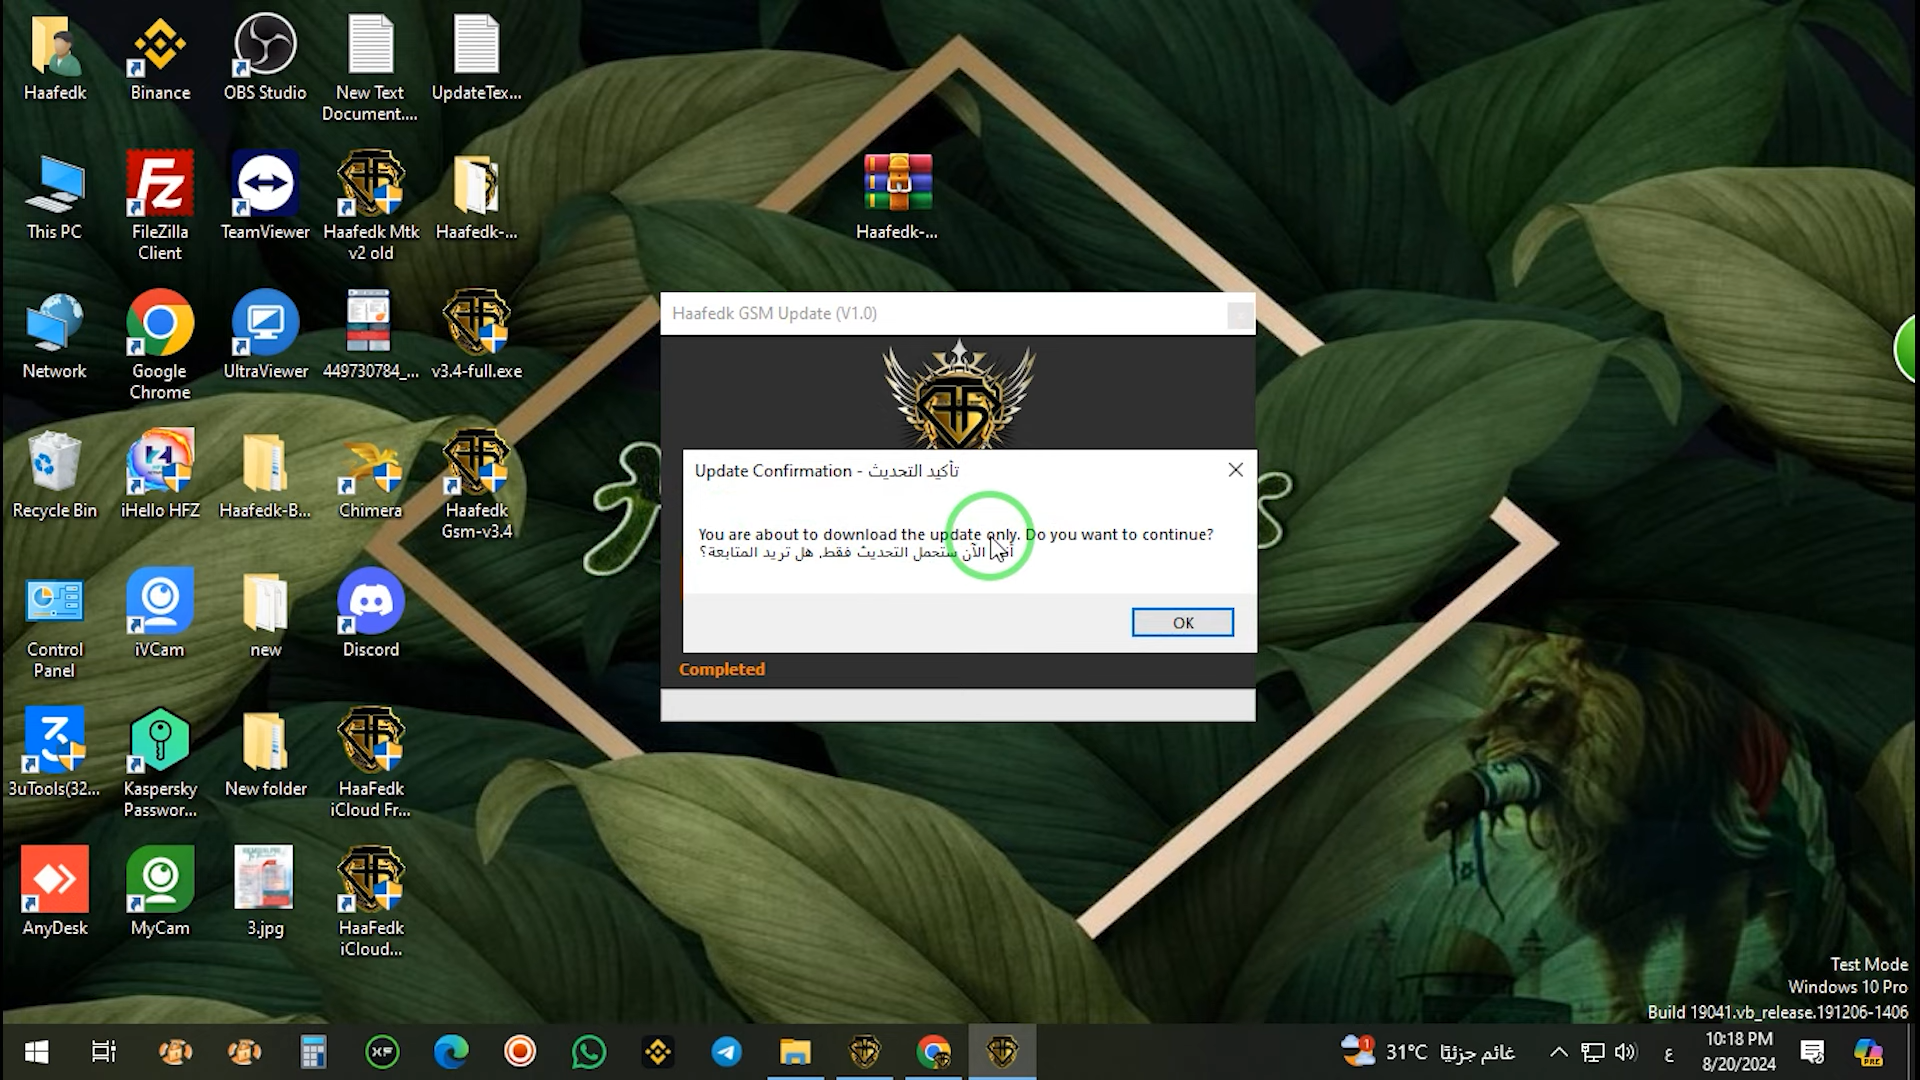 Haafedk
Binance
OBS Studio
New Text
Document....
UpdateTex...
This PC
FileZilla
Client
TeamViewer
Haafedk Mtk
v2 old
Haafedk-...
Haafedk-...
Network
Google
Chrome
UltraViewer
449730784_...
v3.4-full.exe
Recycle Bin
iHello HFZ
Haafedk-B...
Chimera
Haafedk
Gsm-v3.4
Control
Panel
iVCam
new
Discord
3uTools(32...
Kaspersky
Passwor...
New folder
HaaFedk
iCloud Fr...
AnyDesk
MyCam
3.jpg
HaaFedk
iCloud...
Haafedk GSM Update (V1.0)
Update Confirmation - تأكيد التحديث
You are about to download the update only. Do you want to continue?
الآن ستحمل التحديث فقط. هل تريد المتابعة؟
OK
Completed
Test Mode
Windows 10 Pro
Build 19041.vb_release.191206-1406
31°C غائم جزئيًا
ع
10:18 PM
8/20/2024